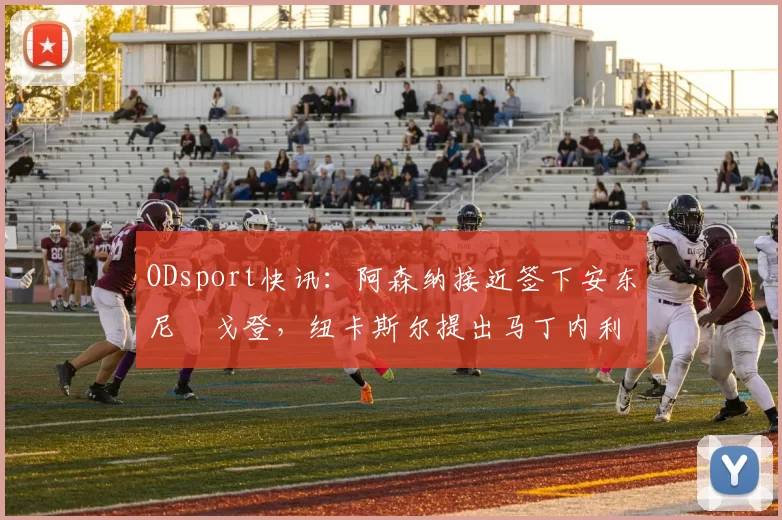 H I J K
ODsport快讯：阿森纳接近签下安东
尼 戈登，纽卡斯尔提出马丁内利
80
Y